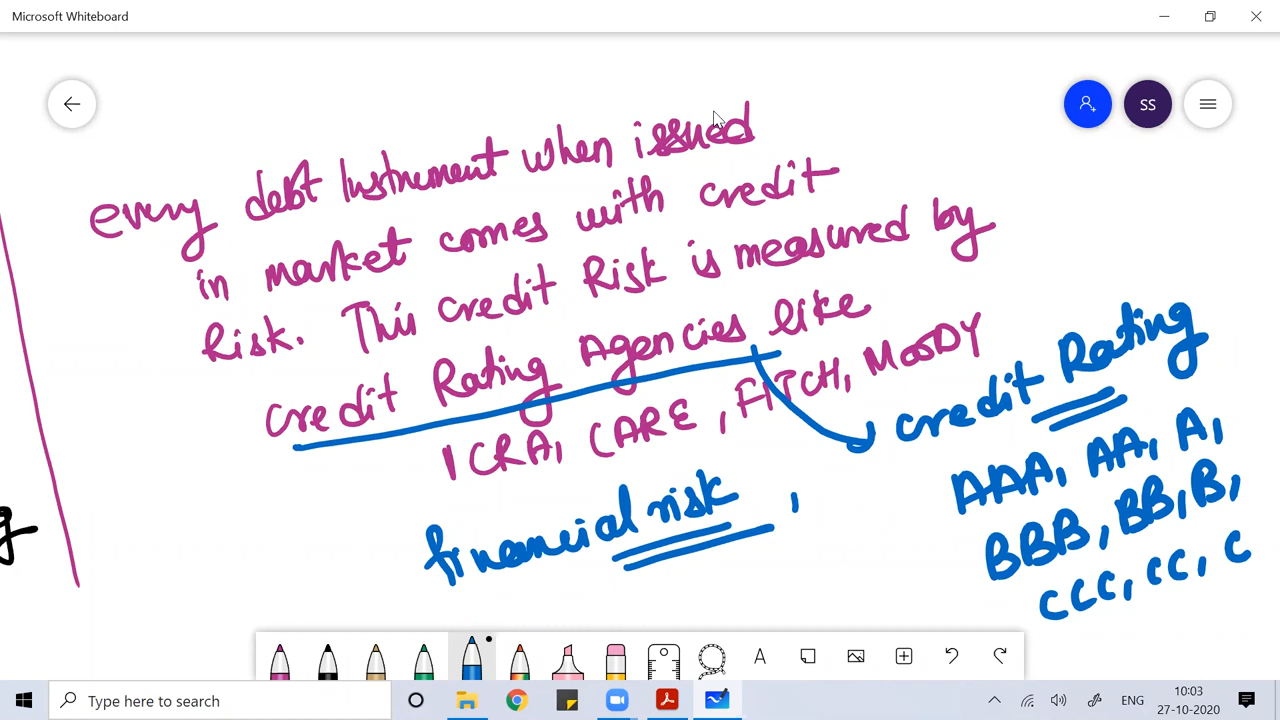 Microsoft Whiteboard
SS
every debt Instrument when issued
in market comes with credit
Risk. This credit Risk is measured by
credit Rating Agencies like
ICRA, CARE, FITCH, MOODY
financial risk ,
credit Rating
AAA, AA, A,
BBB, BB, B,
CCC, CC, C
A
Type here to search
ENG
10:03
27-10-2020